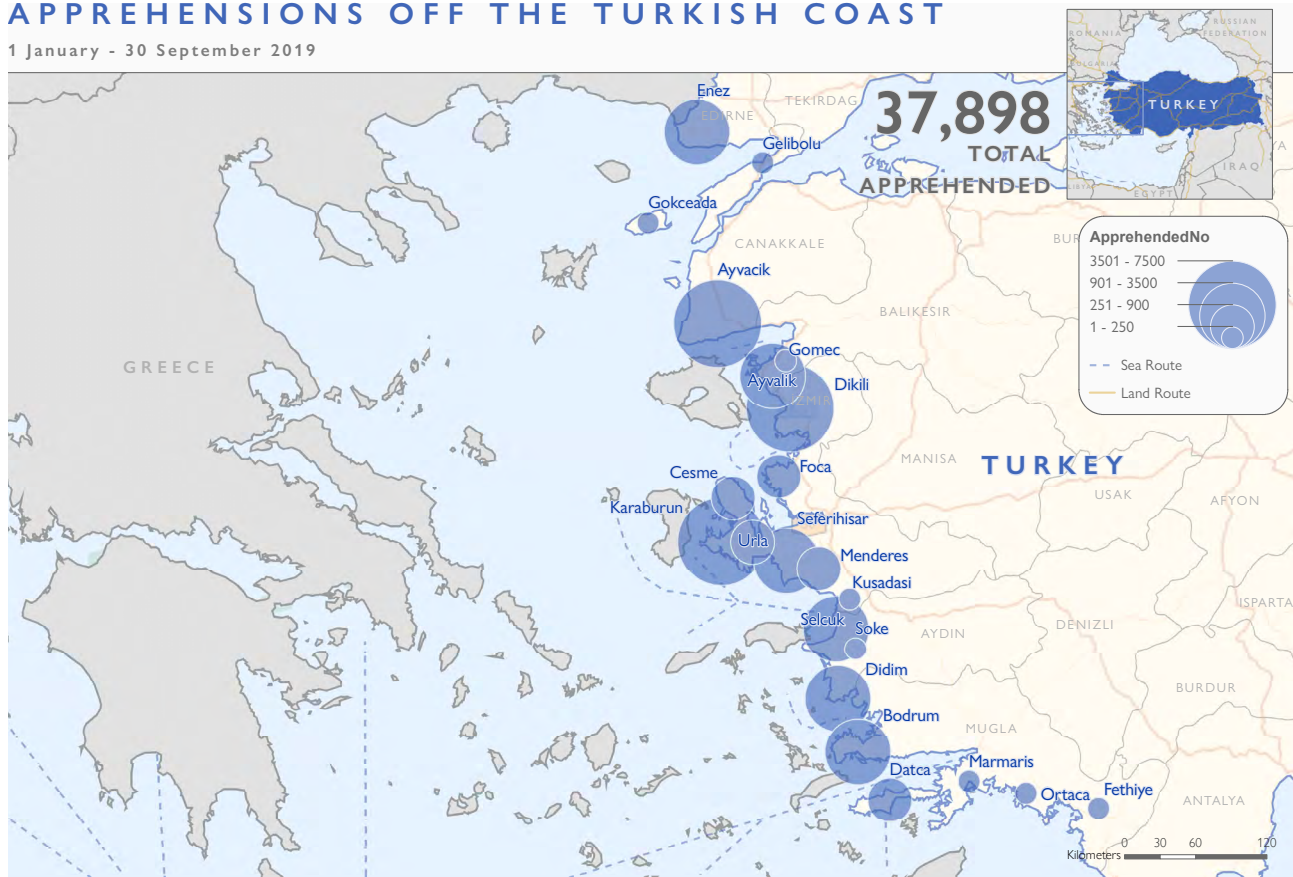 APPREHENSIONS OFF THE TURKISH COAST
1 January - 30 September 2019
ROMANIA
RUSSIAN
FEDERATION
BULGARIA
TURKEY
IRAQ
EGYPT
37,898
TOTAL
APPREHENDED
ApprehendedNo
3501 - 7500
901 - 3500
251 - 900
1 - 250
Sea Route
Land Route
Enez
EDIRNE
TEKIRDAG
Gelibolu
Gokceada
CANAKKALE
BUR
Ayvacik
BALIKESIR
GREECE
Gomec
Ayvalik
Dikili
IZMIR
MANISA
TURKEY
Foca
Cesme
USAK
AFYON
Karaburun
Seferihisar
Urla
Menderes
Kusadasi
ISPARTA
Selcuk
Soke
AYDIN
DENIZLI
Didim
BURDUR
Bodrum
MUGLA
Datca
Marmaris
Ortaca
Fethiye
ANTALYA
0 30 60 120
Kilometers